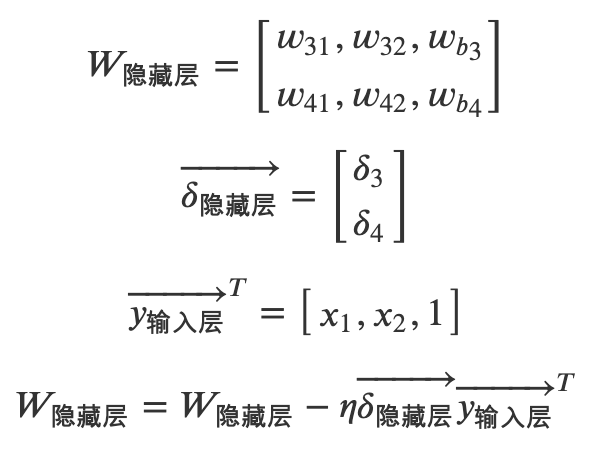 W隐藏层 = [w31, w32, wb3
w41, w42, wb4]
δ隐藏层 = [δ3
δ4]
y输入层^T = [x1, x2, 1]
W隐藏层 = W隐藏层 − ηδ隐藏层 y输入层^T